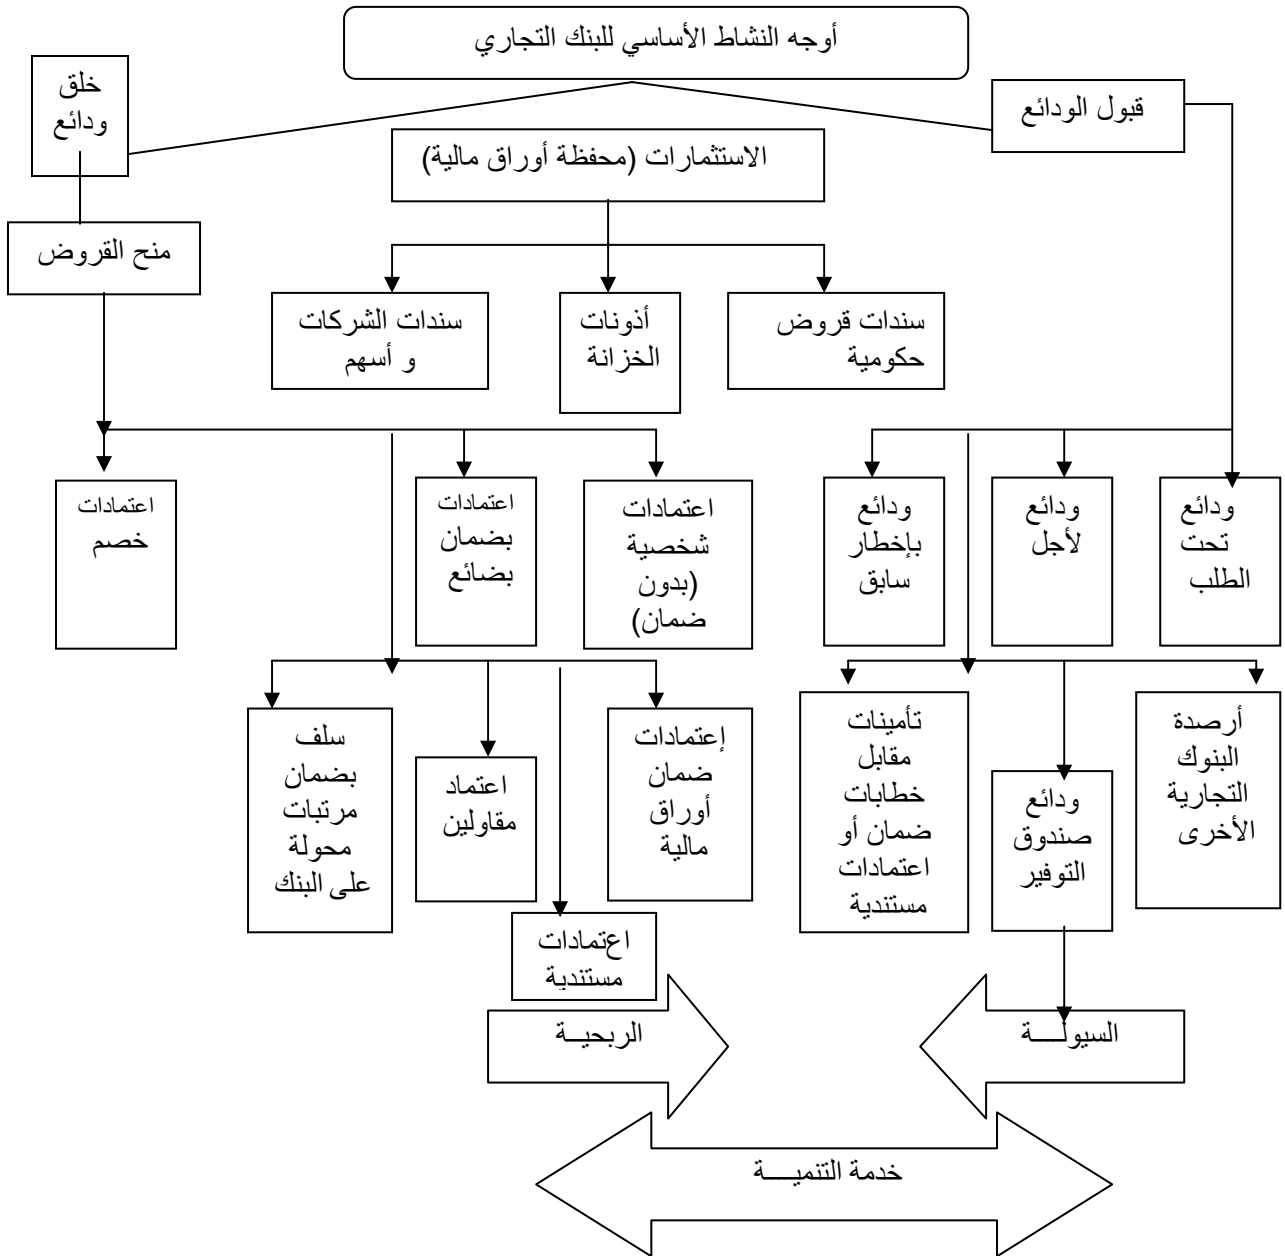 أوجه النشاط الأساسي للبنك التجاري
قبول الودائع
خلق
ودائع
الاستثمارات (محفظة أوراق مالية)
منح القروض
سندات قروض
حكومية
أذونات
الخزانة
سندات الشركات
و أسهم
ودائع
تحت
الطلب
ودائع
لأجل
ودائع
بإخطار
سابق
اعتمادات
شخصية
(بدون
ضمان)
اعتمادات
بضمان
بضائع
اعتمادات
خصم
أرصدة
البنوك
التجارية
الأخرى
ودائع
صندوق
التوفير
تأمينات
مقابل
خطابات
ضمان أو
اعتمادات
مستندية
إعتمادات
ضمان
أوراق
مالية
اعتماد
مقاولين
سلف
بضمان
مرتبات
محولة
على البنك
اعتمادات
مستندية
السيولــــة
الربحيــة
خدمة التنميــــة